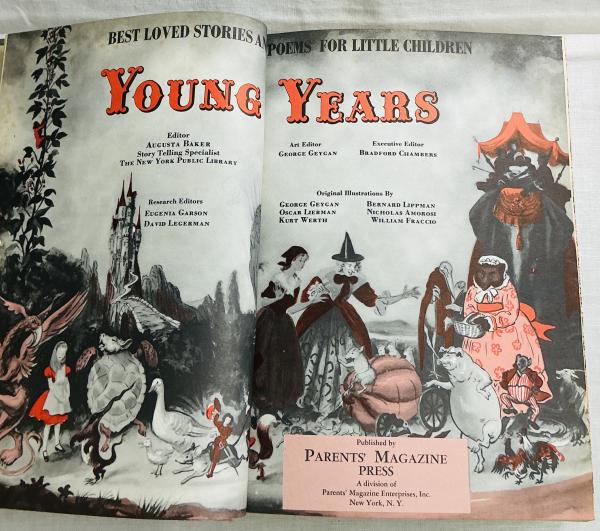 BEST LOVED STORIES AN POEMS FOR LITTLE CHILDREN
YOUNG YEARS
Editor
AUGUSTA BAKER
Story Telling Specialist
THE NEW YORK PUBLIC LIBRARY
Research Editors
EUGENIA GARSON
DAVID LEGERMAN
Art Editor
GEORGE GEYGAN
Executive Editor
BRADFORD CHAMBERS
Original Illustrations By
GEORGE GEYGAN
OSCAR LIEBMAN
KURT WERTH
BERNARD LIPPMAN
NICHOLAS AMOROSI
WILLIAM FRACCIO
Published by
PARENTS' MAGAZINE
PRESS
A division of
Parents' Magazine Enterprises, Inc.
New York, N. Y.